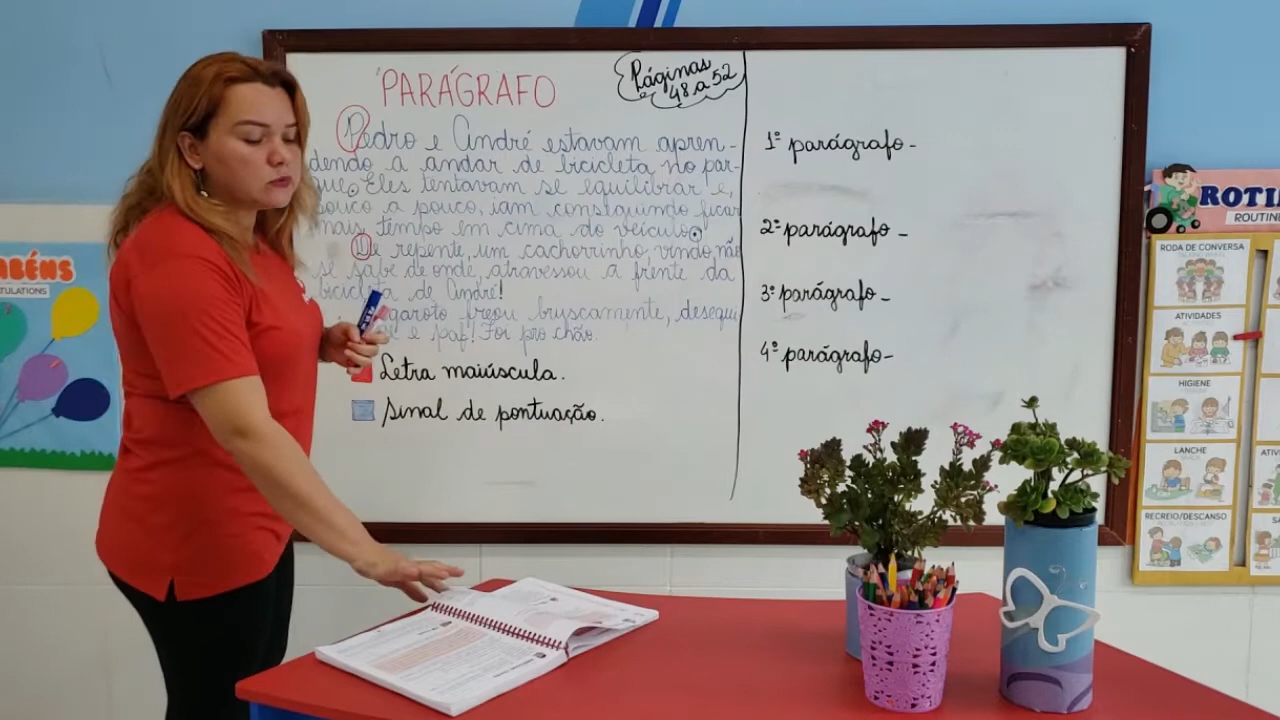 PARÁGRAFO
Páginas
48 a 52
Pedro e André estavam apren-
dendo a andar de bicicleta no par-
que. Eles tentavam se equilibrar e,
pouco a pouco, iam conseguindo ficar
mais tempo em cima do veículo.
De repente, um cachorrinho, vindo não
se sabe de onde, atravessou a frente da
bicicleta de André!
garoto freou bruscamente, desequi
e paf! Foi pro chão.
Letra maiúscula.
Sinal de pontuação.
1º parágrafo-
2º parágrafo-
3º parágrafo-
4º parágrafo-
ABÉNS
TULATIONS
ROTI
ROUTIN
RODA DE CONVERSA
ATIVIDADES
HIGIENE
LANCHE
RECREIO/DESCANSO
ATIV